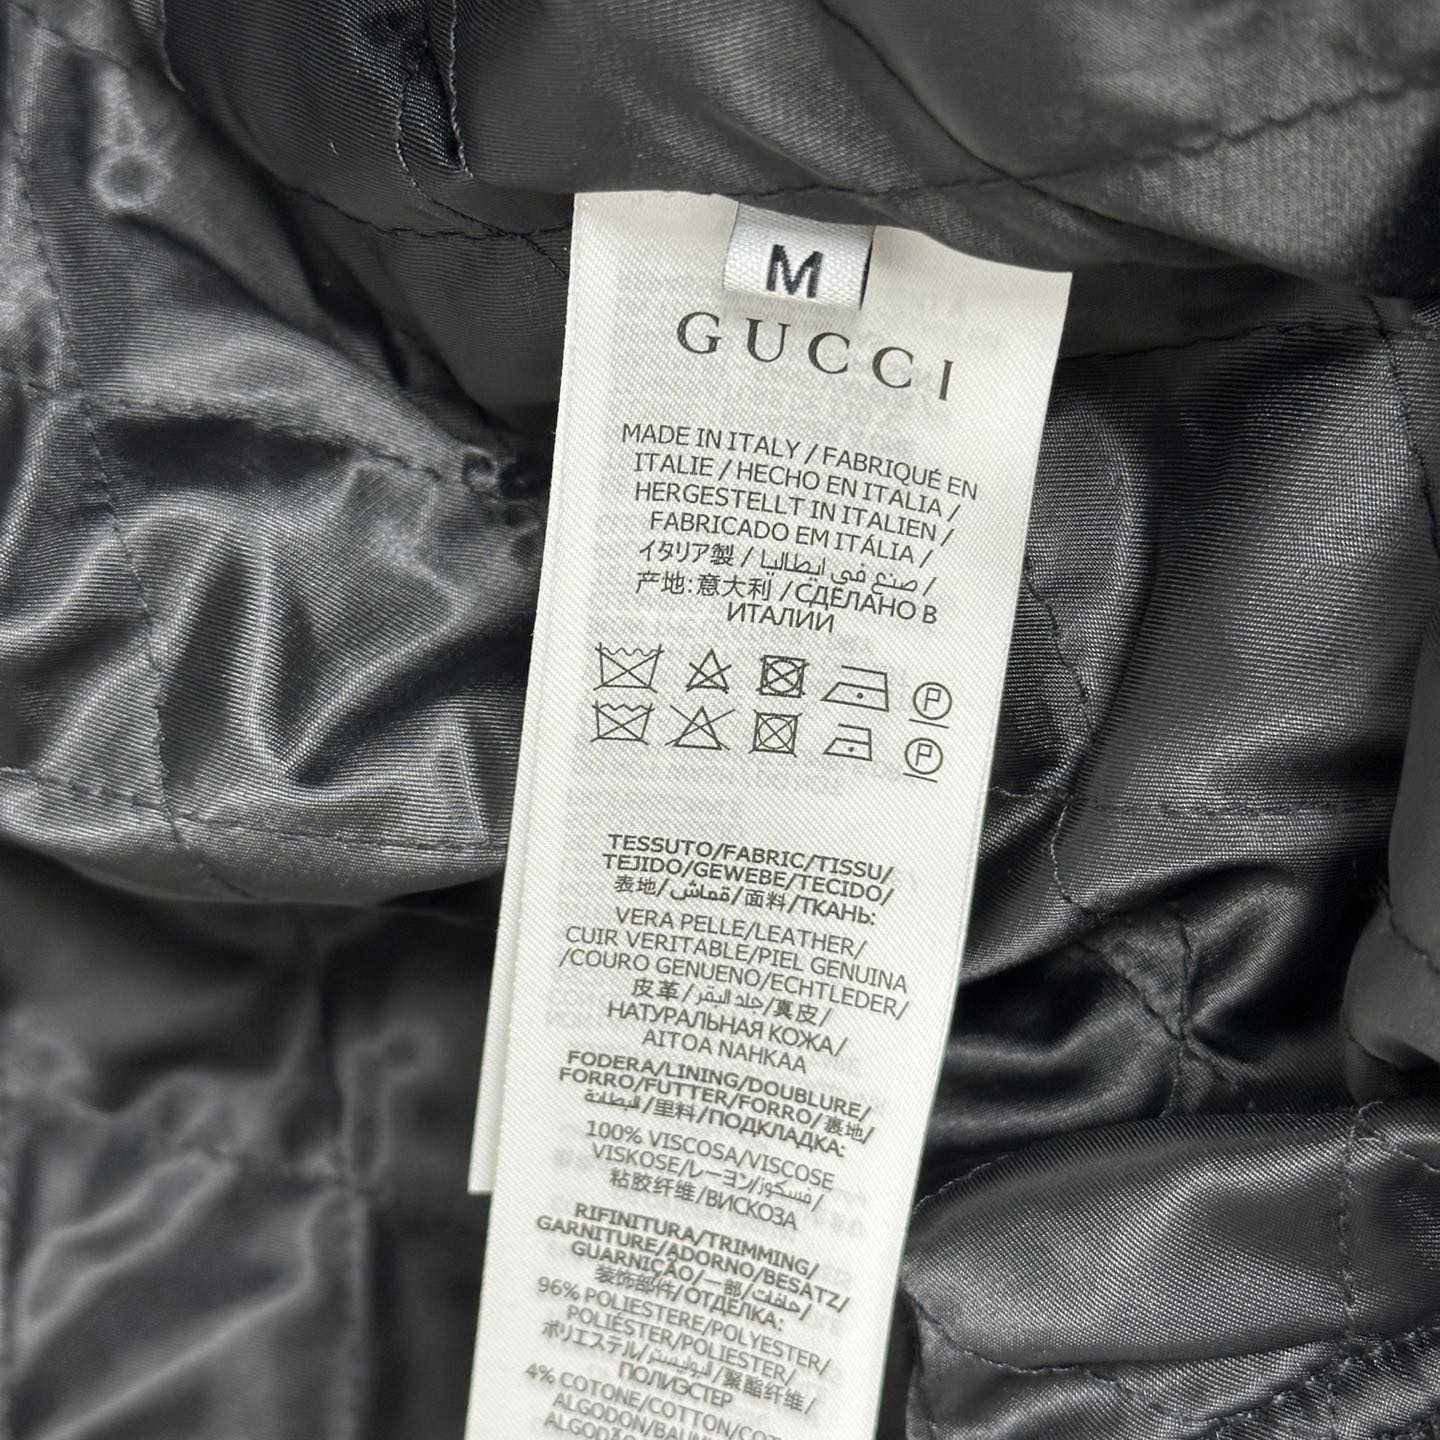 M
GUCCI
MADE IN ITALY / FABRIQUÉ EN
ITALIE / HECHO EN ITALIA /
HERGESTELLT IN ITALIEN /
FABRICADO EM ITÁLIA /
イタリア製 / صنع في ايطاليا /
产地:意大利 / СДЕЛАНО В
ИТАЛИИ
P
P
TESSUTO/FABRIC/TISSU/
TEJIDO/GEWEBE/TECIDO/
表地/قماش/面料/ТКАНЬ:
VERA PELLE/LEATHER/
CUIR VERITABLE/PIEL GENUINA
/COURO GENUENO/ECHTLEDER/
皮革/جلد البقر/真皮/
НАТУРАЛЬНАЯ КОЖА/
AITOA NAHKAA
FODERA/LINING/DOUBLURE/
FORRO/FUTTER/FORRO/裏地/
البطانة/里料/ПОДКЛАДКА:
100% VISCOSA/VISCOSE
VISKOSE/レーヨン/فسكوز/
粘胶纤维/ВИСКОЗА
RIFINITURA/TRIMMING/
GARNITURE/ADORNO/BESATZ/
GUARNIÇÃO/一部/حافات/
装饰部件/ОТДЕЛКА:
96% POLIESTERE/POLYESTER/
POLIÉSTER/POLIESTER/
ポリエステル/البوليستر/聚酯纤维/
ПОЛИЭСТЕР
4% COTONE/COTTON/
ALGODON/